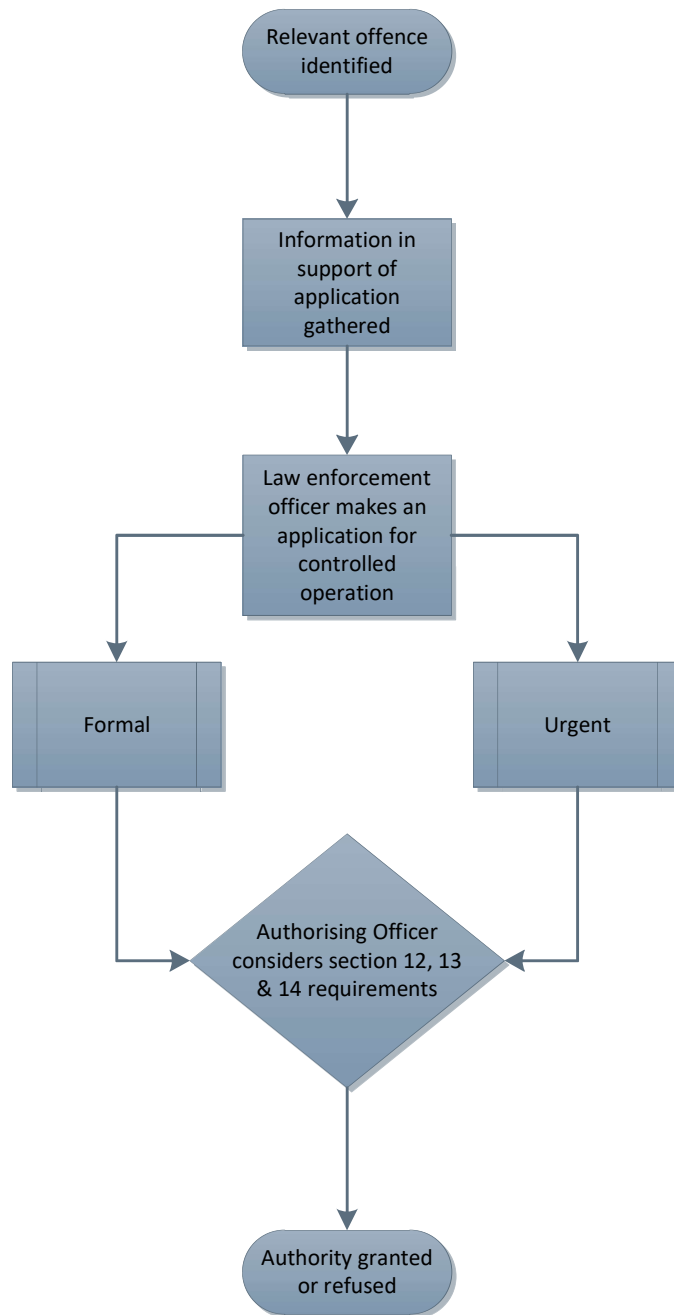 Relevant offence
identified
Information in
support of
application
gathered
Law enforcement
officer makes an
application for
controlled
operation
Formal
Urgent
Authorising Officer
considers section 12, 13
& 14 requirements
Authority granted
or refused